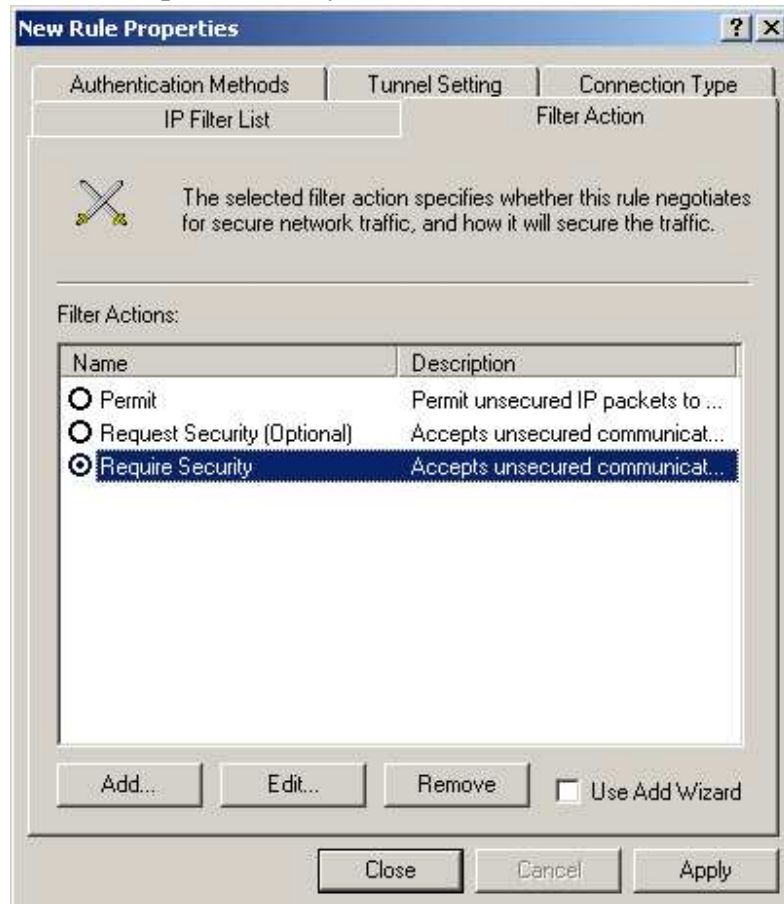 New Rule Properties
Authentication Methods
Tunnel Setting
Connection Type
IP Filter List
Filter Action
The selected filter action specifies whether this rule negotiates
for secure network traffic, and how it will secure the traffic.
Filter Actions:
Name Description
Permit Permit unsecured IP packets to ...
Request Security (Optional) Accepts unsecured communicat...
Require Security Accepts unsecured communicat...
Add... Edit... Remove Use Add Wizard
Close Cancel Apply